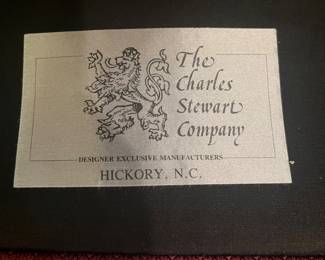 The
Charles
Stewart
Company
DESIGNER EXCLUSIVE MANUFACTURERS
HICKORY, N.C.